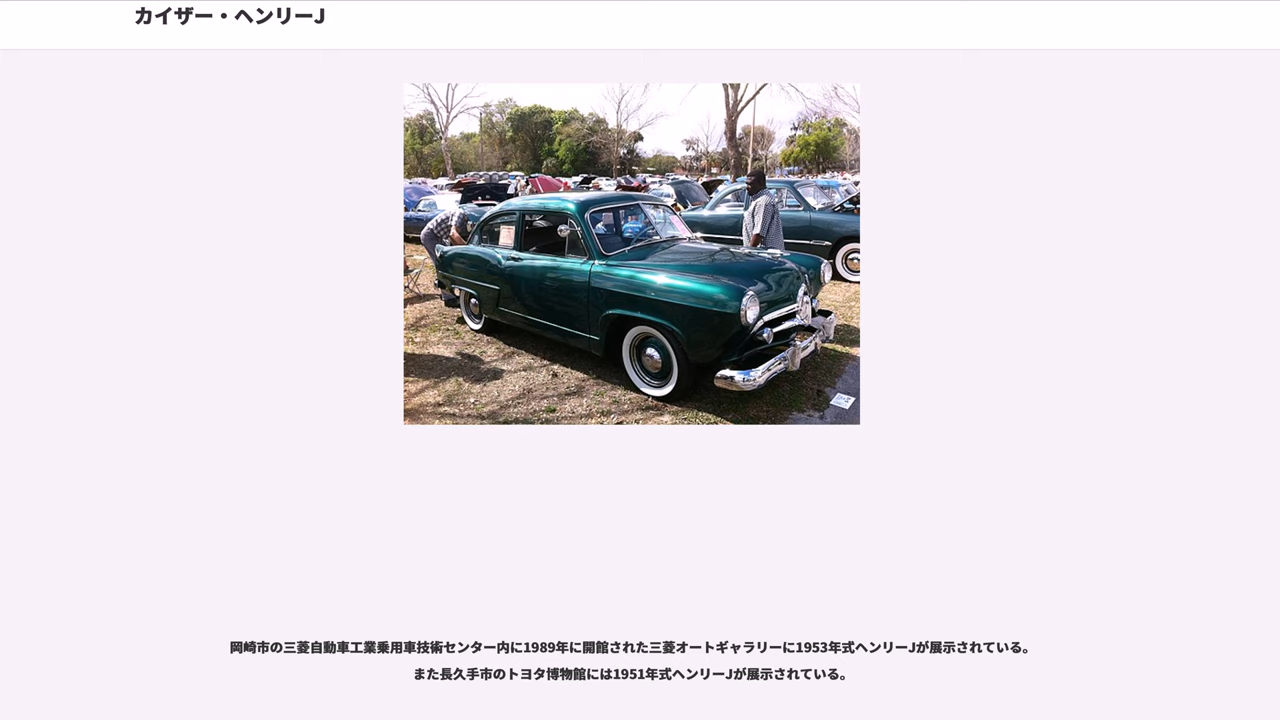 カイザー・ヘンリーJ
岡崎市の三菱自動車工業乗用車技術センター内に1989年に開館された三菱オートギャラリーに1953年式ヘンリーJが展示されている。
また長久手市のトヨタ博物館には1951年式ヘンリーJが展示されている。